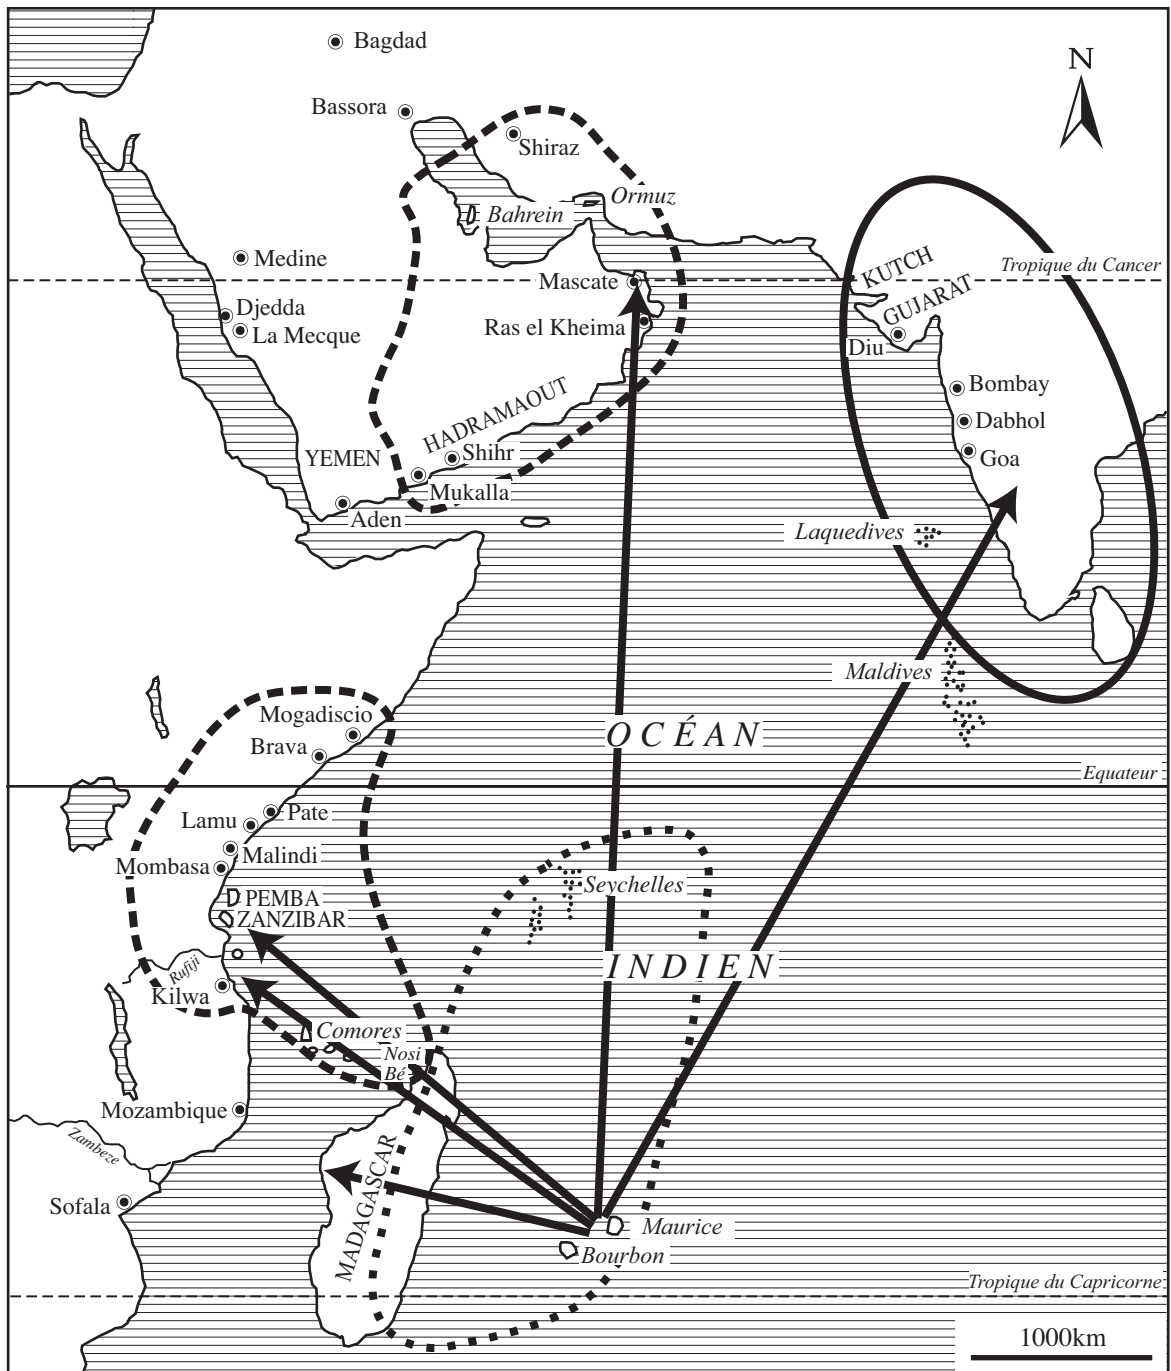 Bagdad
N
Bassora
Shiraz
Ormuz
Bahrein
Medine
KUTCH
Tropique du Cancer
Mascate
GUJARAT
Djedda
Ras el Kheima
La Mecque
Diu
Bombay
HADRAMAOUT
Dabhol
YEMEN
Shihr
Goa
Mukalla
Aden
Laquedives
Maldives
Mogadiscio
OCÉAN
Brava
Equateur
Pate
Lamu
Malindi
Mombasa
Seychelles
PEMBA
ZANZIBAR
INDIEN
Rufiji
Kilwa
Comores
Nosi
Bé
Mozambique
Zambeze
MADAGASCAR
Sofala
Maurice
Bourbon
Tropique du Capricorne
1000km